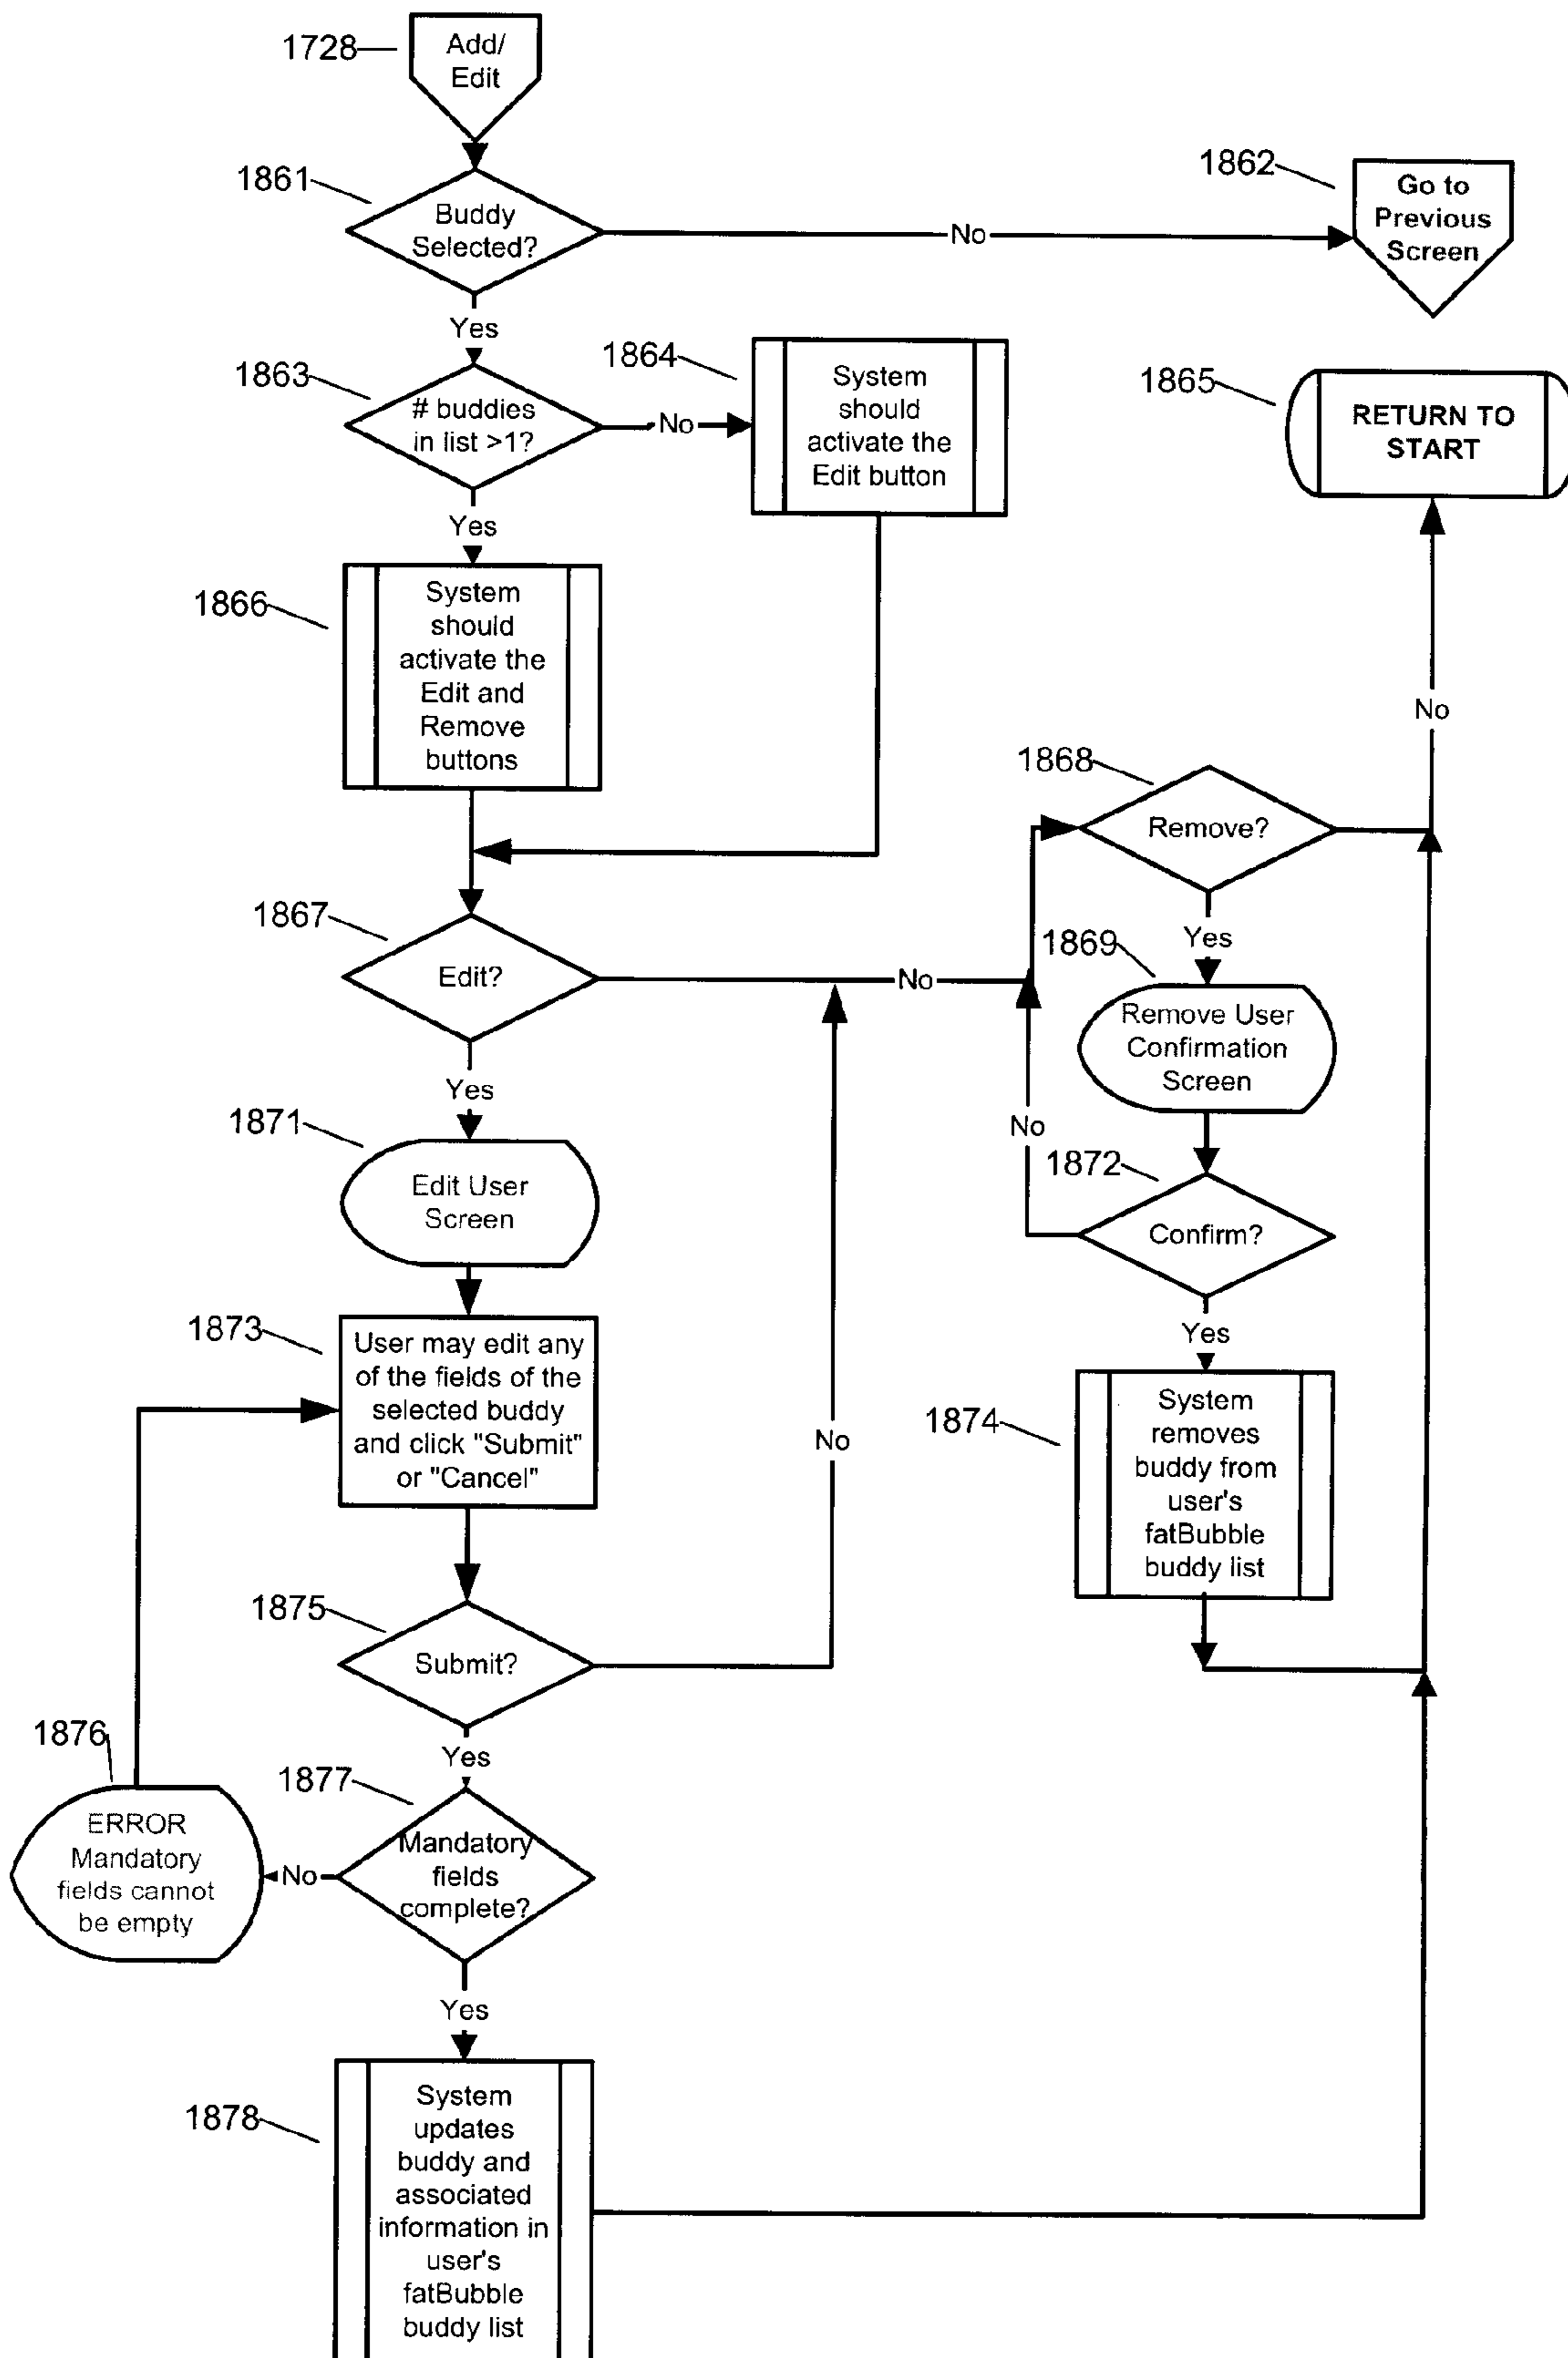 1728
Add/
Edit
1861
Buddy
Selected?
No
1862
Go to
Previous
Screen
Yes
1863
# buddies
in list >1?
No
1864
System
should
activate the
Edit button
1865
RETURN TO
START
Yes
1866
System
should
activate the
Edit and
Remove
buttons
No
1868
Remove?
1867
Edit?
No
Yes
1869
Remove User
Confirmation
Screen
Yes
1871
Edit User
Screen
No
1872
Confirm?
Yes
1873
User may edit any
of the fields of the
selected buddy
and click "Submit"
or "Cancel"
No
1874
System
removes
buddy from
user's
fatBubble
buddy list
1875
Submit?
Yes
1876
ERROR
Mandatory
fields cannot
be empty
No
1877
Mandatory
fields
complete?
Yes
1878
System
updates
buddy and
associated
information in
user's
fatBubble
buddy list